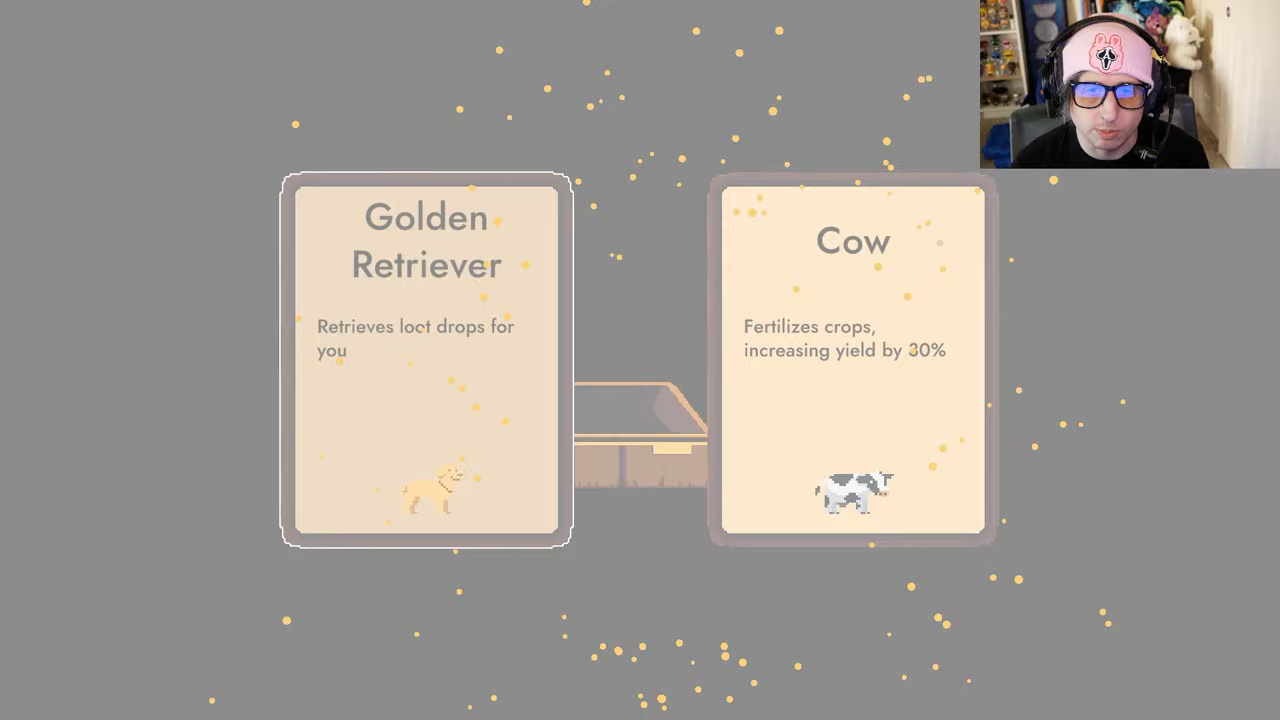 Golden
Retriever
Retrieves loot drops for
you
Cow
Fertilizes crops,
increasing yield by 30%